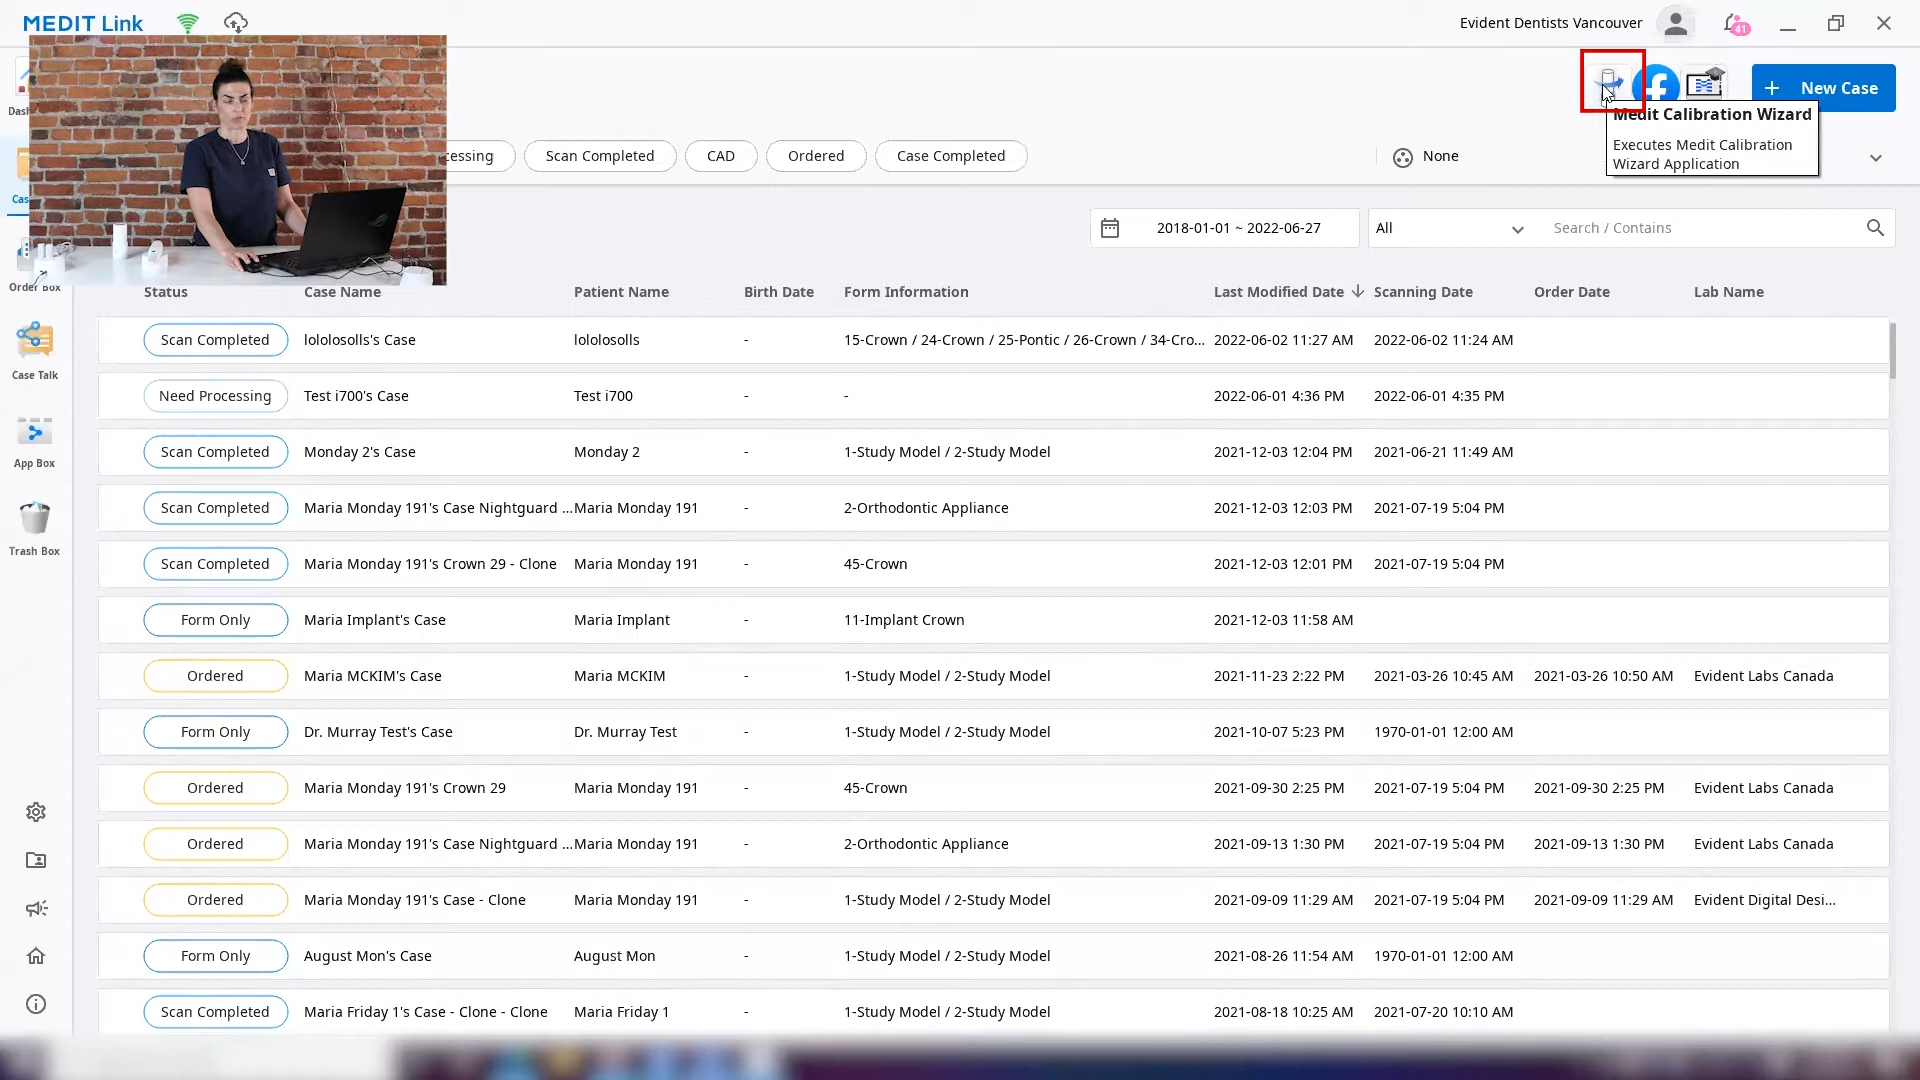 MEDIT Link
Evident Dentists Vancouver
41
+ New Case
Medit Calibration Wizard
Executes Medit Calibration
Wizard Application
Scan Completed
CAD
Ordered
Case Completed
None
2018-01-01 ~ 2022-06-27
All
Search / Contains
Order Box
Case Talk
App Box
Trash Box
Status Case Name Patient Name Birth Date Form Information Last Modified Date Scanning Date Order Date Lab Name
Scan Completed lololosolls's Case lololosolls - 15-Crown / 24-Crown / 25-Pontic / 26-Crown / 34-Cro... 2022-06-02 11:27 AM 2022-06-02 11:24 AM
Need Processing Test i700's Case Test i700 - - 2022-06-01 4:36 PM 2022-06-01 4:35 PM
Scan Completed Monday 2's Case Monday 2 - 1-Study Model / 2-Study Model 2021-12-03 12:04 PM 2021-06-21 11:49 AM
Scan Completed Maria Monday 191's Case Nightguard ... Maria Monday 191 - 2-Orthodontic Appliance 2021-12-03 12:03 PM 2021-07-19 5:04 PM
Scan Completed Maria Monday 191's Crown 29 - Clone Maria Monday 191 - 45-Crown 2021-12-03 12:01 PM 2021-07-19 5:04 PM
Form Only Maria Implant's Case Maria Implant - 11-Implant Crown 2021-12-03 11:58 AM
Ordered Maria MCKIM's Case Maria MCKIM - 1-Study Model / 2-Study Model 2021-11-23 2:22 PM 2021-03-26 10:45 AM 2021-03-26 10:50 AM Evident Labs Canada
Form Only Dr. Murray Test's Case Dr. Murray Test - 1-Study Model / 2-Study Model 2021-10-07 5:23 PM 1970-01-01 12:00 AM
Ordered Maria Monday 191's Crown 29 Maria Monday 191 - 45-Crown 2021-09-30 2:25 PM 2021-07-19 5:04 PM 2021-09-30 2:25 PM Evident Labs Canada
Ordered Maria Monday 191's Case Nightguard ... Maria Monday 191 - 2-Orthodontic Appliance 2021-09-13 1:30 PM 2021-07-19 5:04 PM 2021-09-13 1:30 PM Evident Labs Canada
Ordered Maria Monday 191's Case - Clone Maria Monday 191 - 1-Study Model / 2-Study Model 2021-09-09 11:29 AM 2021-07-19 5:04 PM 2021-09-09 11:29 AM Evident Digital Desi...
Form Only August Mon's Case August Mon - 1-Study Model / 2-Study Model 2021-08-26 11:54 AM 1970-01-01 12:00 AM
Scan Completed Maria Friday 1's Case - Clone - Clone Maria Friday 1 - 1-Study Model / 2-Study Model 2021-08-18 10:25 AM 2021-07-20 10:10 AM